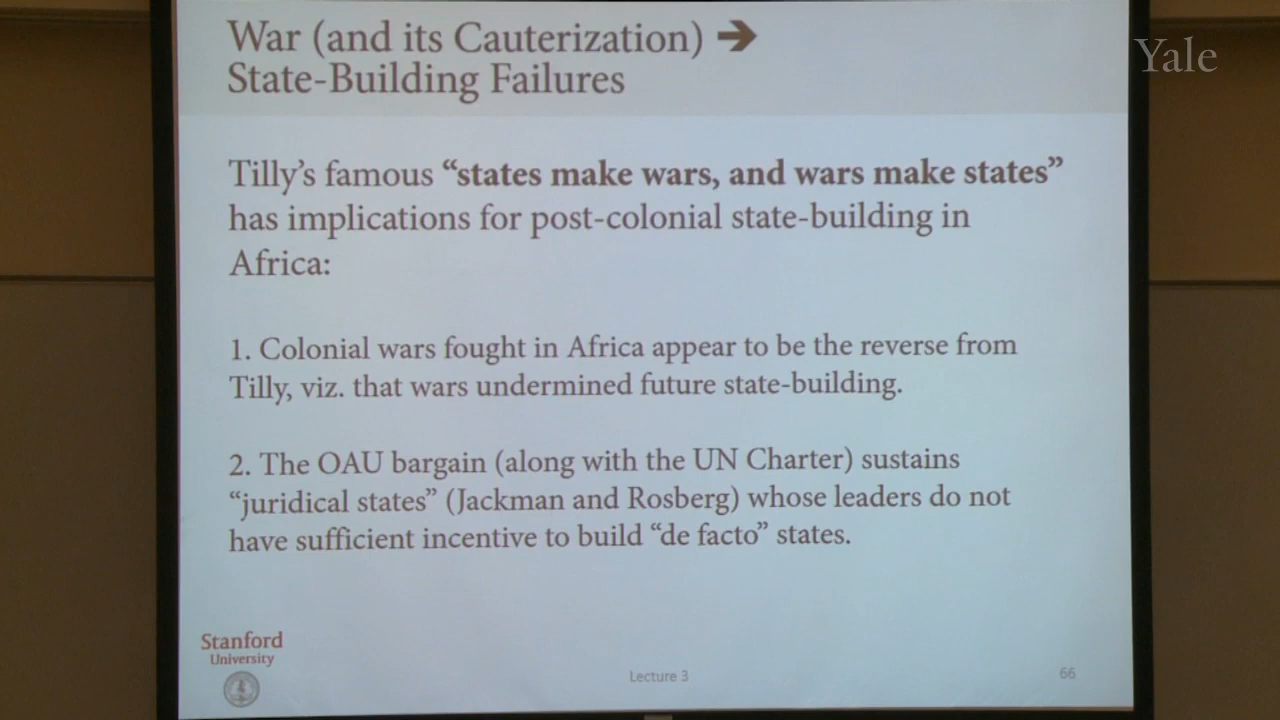 War (and its Cauterization) ➔
State-Building Failures
Yale
Tilly's famous “states make wars, and wars make states”
has implications for post-colonial state-building in
Africa:
1. Colonial wars fought in Africa appear to be the reverse from
Tilly, viz. that wars undermined future state-building.
2. The OAU bargain (along with the UN Charter) sustains
“juridical states” (Jackman and Rosberg) whose leaders do not
have sufficient incentive to build “de facto” states.
Stanford
University
Lecture 3
66